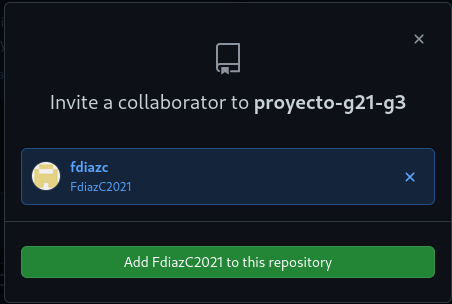 Invite a collaborator to proyecto-g21-g3
fdiazc
FdiazC2021
Add FdiazC2021 to this repository